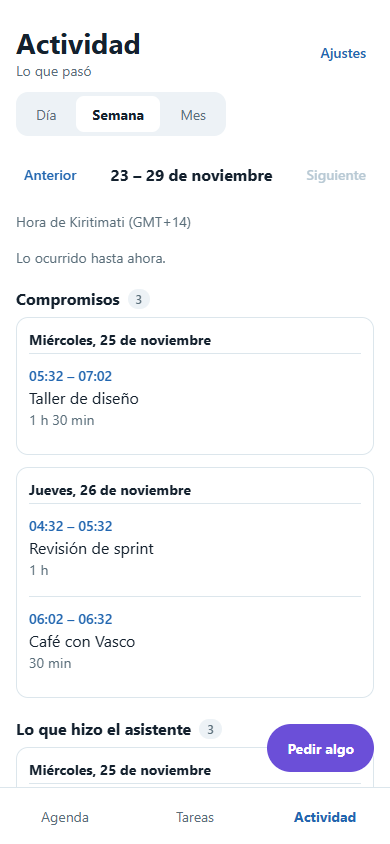 Actividad
Ajustes
Lo que pasó
Día
Semana
Mes
Anterior
23 – 29 de noviembre
Siguiente
Hora de Kiritimati (GMT+14)
Lo ocurrido hasta ahora.
Compromisos 3
Miércoles, 25 de noviembre
05:32 – 07:02
Taller de diseño
1 h 30 min
Jueves, 26 de noviembre
04:32 – 05:32
Revisión de sprint
1 h
06:02 – 06:32
Café con Vasco
30 min
Lo que hizo el asistente 3
Pedir algo
Miércoles, 25 de noviembre
Agenda
Tareas
Actividad